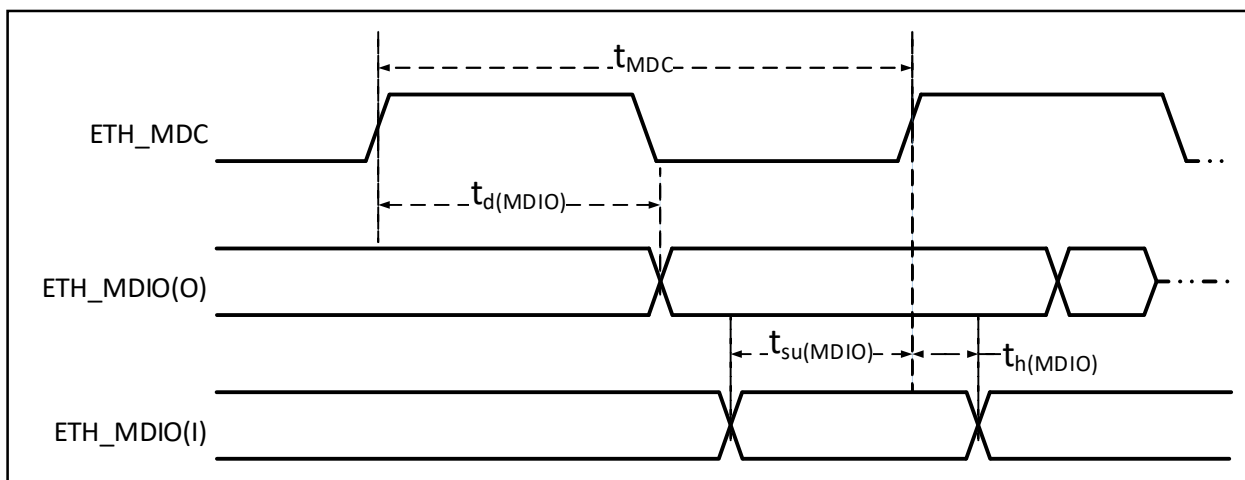 tMDC
ETH_MDC
td(MDIO)
ETH_MDIO(O)
tsu(MDIO)
th(MDIO)
ETH_MDIO(I)